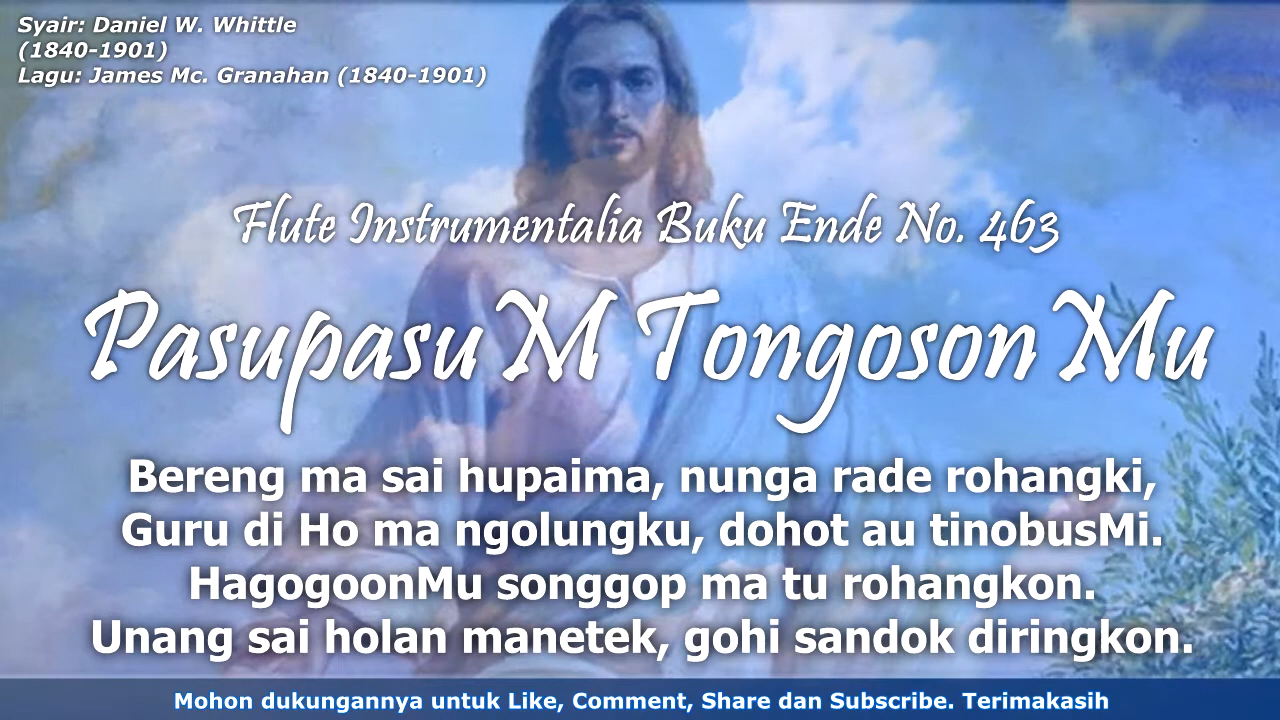 Syair: Daniel W. Whittle
(1840-1901)
Lagu: James Mc. Granahan (1840-1901)
Flute Instrumentalia Buku Ende No. 463
Pasupasu M Tongoson Mu
Bereng ma sai hupaima, nunga rade rohangki,
Guru di Ho ma ngolungku, dohot au tinobusMi.
HagogoonMu songgop ma tu rohangkon.
Unang sai holan manetek, gohi sandok diringkon.
Mohon dukungannya untuk Like, Comment, Share dan Subscribe. Terimakasih